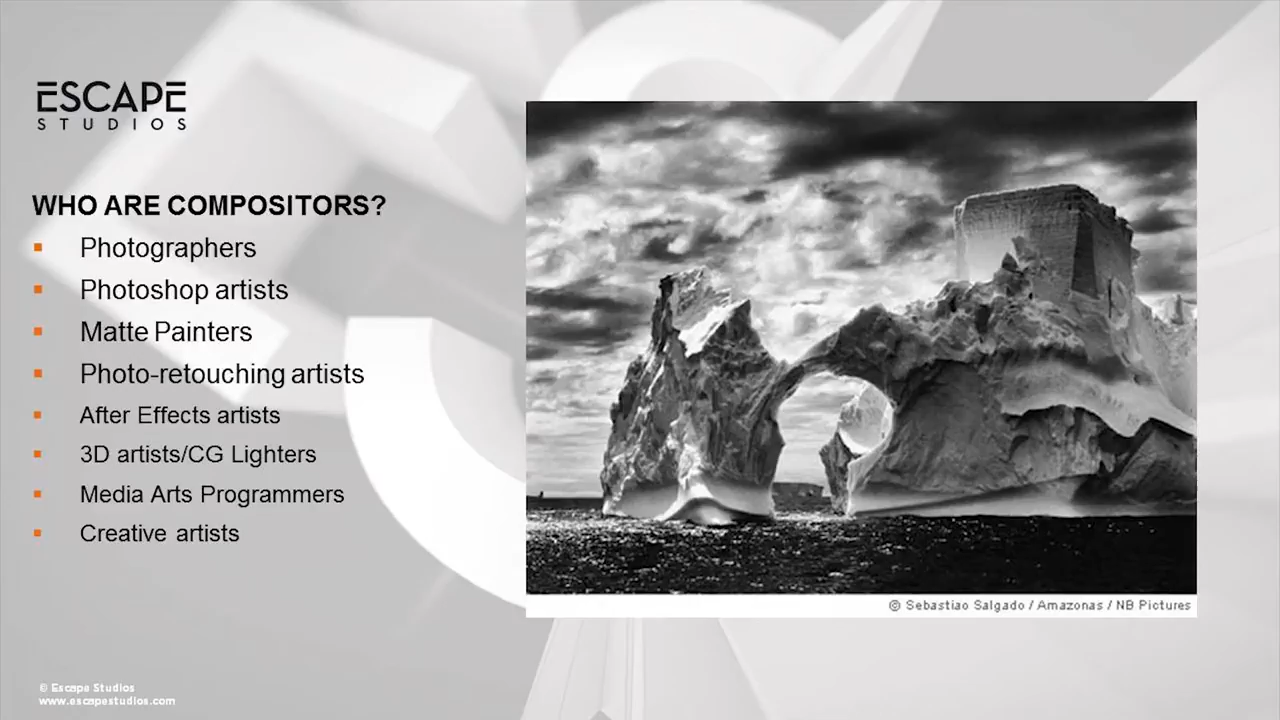 ESCAPE
STUDIOS
WHO ARE COMPOSITORS?
Photographers
Photoshop artists
Matte Painters
Photo-retouching artists
After Effects artists
3D artists/CG Lighters
Media Arts Programmers
Creative artists
© Sebastiao Salgado / Amazonas / NB Pictures
© Escape Studios
www.escapestudios.com